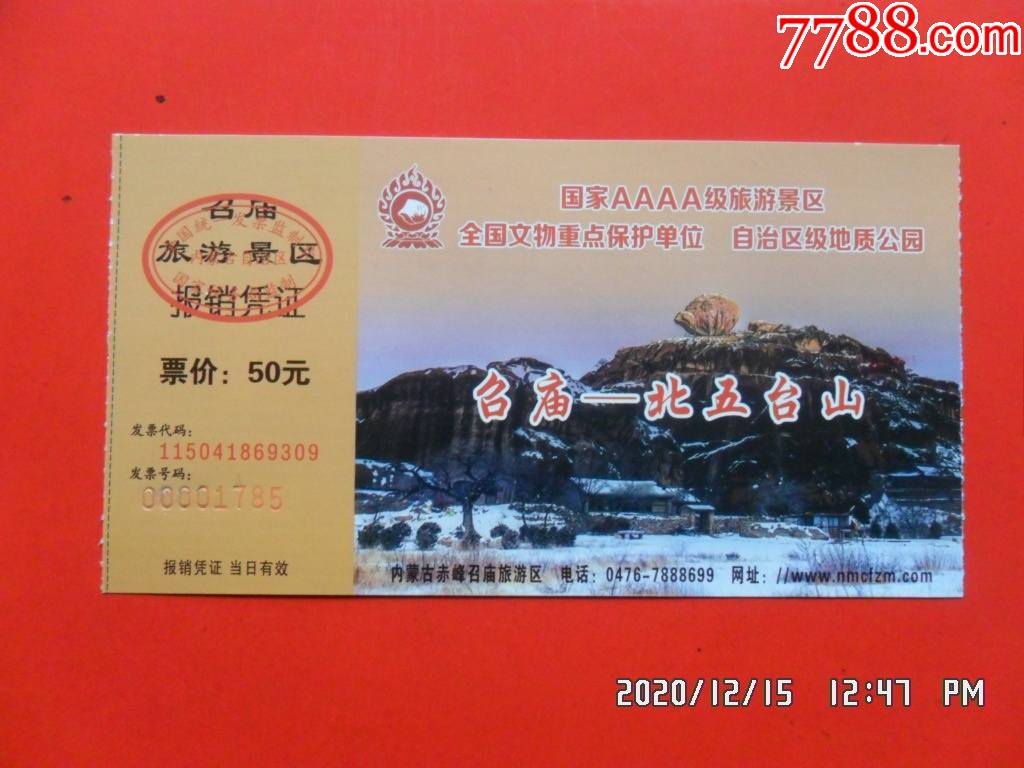 7788.com
召庙
旅游景区
报销凭证
票价：50元
发票代码：
115041869309
发票号码：
00001785
报销凭证 当日有效
国家AAAA级旅游景区
全国文物重点保护单位 自治区级地质公园
召庙—北五台山
内蒙古赤峰召庙旅游区 电话：0476-7888699 网址：//www.nmcfzm.com
2020/12/15 12:47 PM